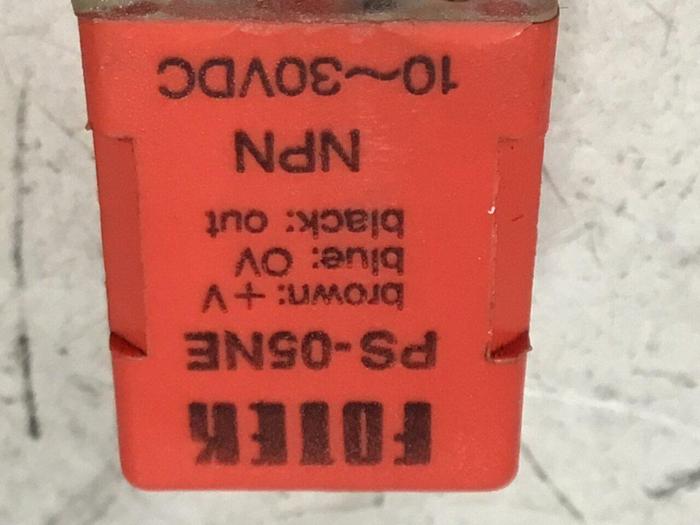 FOTEK
PS-05NE
brown: +V
blue: 0V
black: out
NPN
10~30VDC